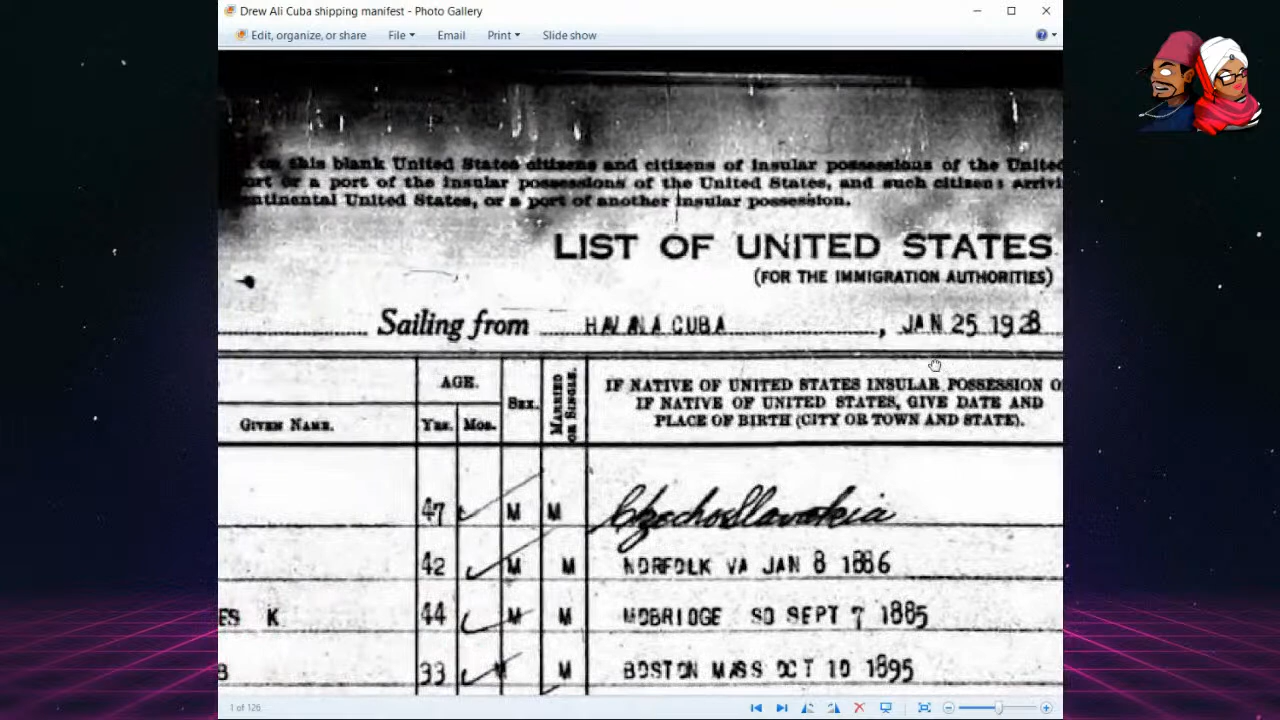 Drew Ali Cuba shipping manifest - Photo Gallery
Edit, organize, or share File Email Print Slide show
on this blank United States citizens and citizens of insular possessions of the United
port or a port of the insular possessions of the United States, and such citizens arrivi
ontinental United States, or a port of another insular possession.
LIST OF UNITED STATES
(FOR THE IMMIGRATION AUTHORITIES)
Sailing from HAVANA CUBA , JAN 25 1928
GIVEN NAME.
AGE.
Yrs. Mos.
SEX.
MARRIED OR SINGLE.
IF NATIVE OF UNITED STATES INSULAR POSSESSION O
IF NATIVE OF UNITED STATES, GIVE DATE AND
PLACE OF BIRTH (CITY OR TOWN AND STATE).
47 M M CzechoSlavakia
42 M M NORFOLK VA JAN 8 1886
ES K 44 M M MOBRIDGE SD SEPT 7 1885
B 33 M M BOSTON MASS OCT 10 1895
1 of 126